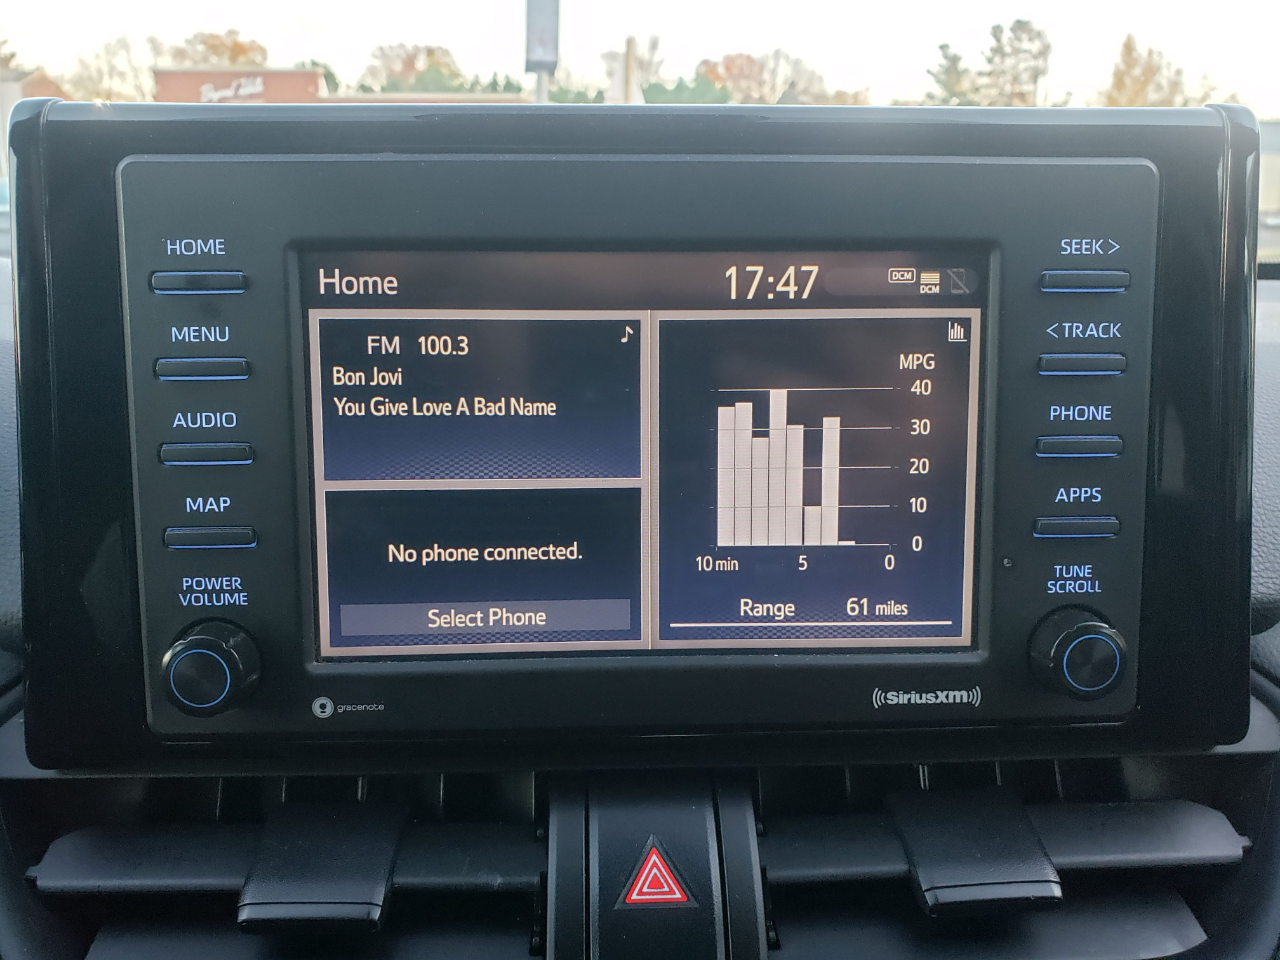 HOME
MENU
AUDIO
MAP
POWER
VOLUME
Home
17:47
DCM
DCM
FM 100.3
Bon Jovi
You Give Love A Bad Name
No phone connected.
Select Phone
MPG
40
30
20
10
0
10 min 5 0
Range 61 miles
SEEK >
< TRACK
PHONE
APPS
TUNE
SCROLL
gracenote
SiriusXM